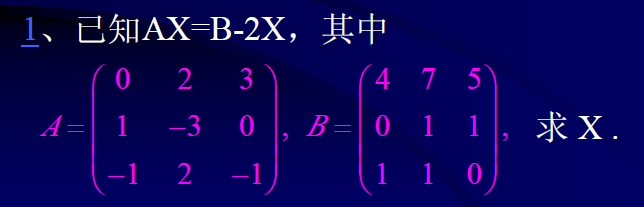 1、已知AX=B-2X，其中
0 2 3 4 7 5
A= 1 –3 0 , B= 0 1 1 , 求 X .
–1 2 –1 1 1 0